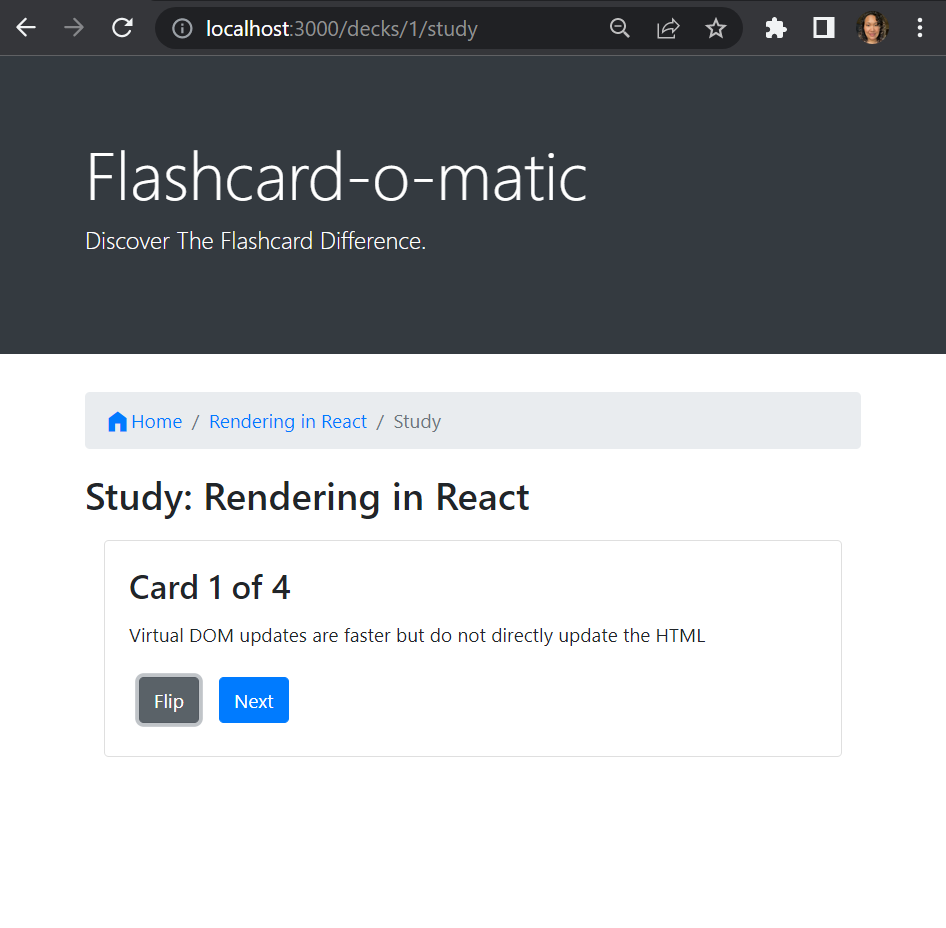 localhost:3000/decks/1/study
Flashcard-o-matic
Discover The Flashcard Difference.
Home / Rendering in React / Study
Study: Rendering in React
Card 1 of 4
Virtual DOM updates are faster but do not directly update the HTML
Flip Next